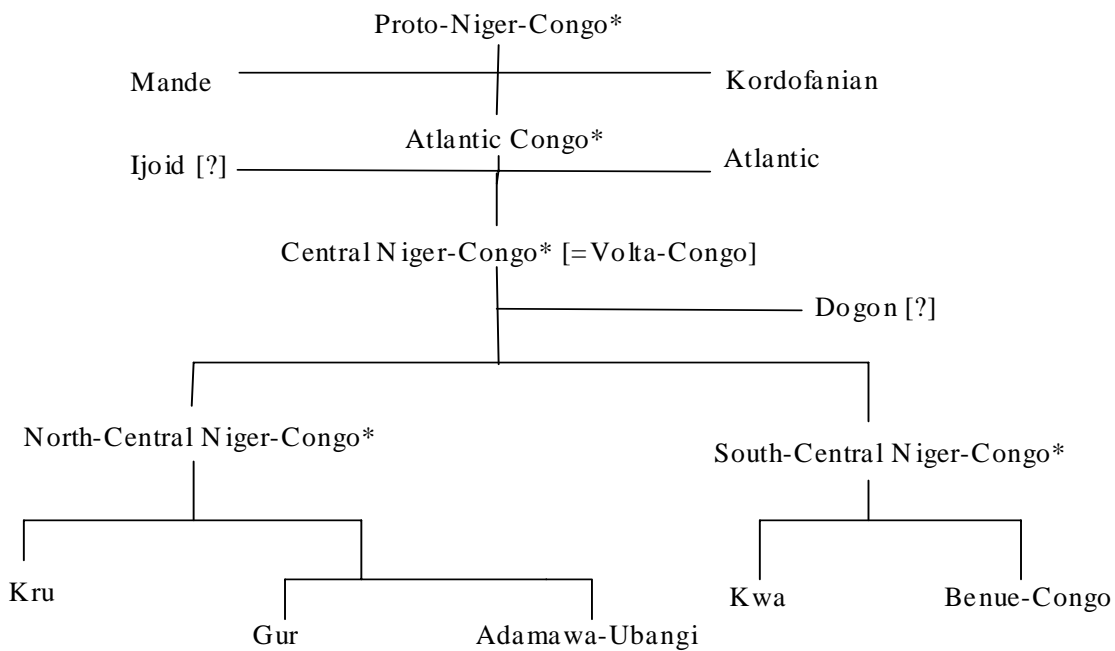 Proto-Niger-Congo*
Mande
Kordofanian
Atlantic Congo*
Ijoid [?]
Atlantic
Central Niger-Congo* [=Volta-Congo]
Dogon [?]
North-Central Niger-Congo*
South-Central Niger-Congo*
Kru
Gur
Adamawa-Ubangi
Kwa
Benue-Congo